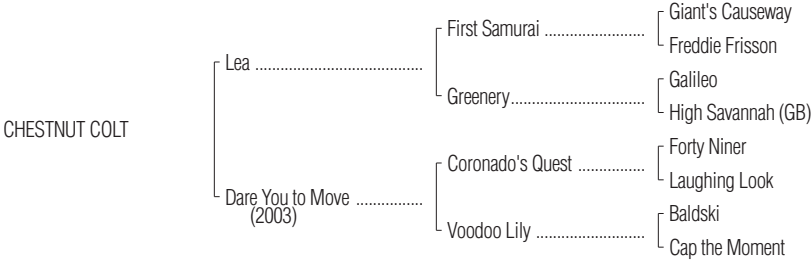 Giant's Causeway
First Samurai ........................
Freddie Frisson
Lea ........................................
Galileo
Greenery................................
High Savannah (GB)
CHESTNUT COLT
Forty Niner
Coronado's Quest ................
Laughing Look
Dare You to Move ................
(2003)
Baldski
Voodoo Lily ..........................
Cap the Moment